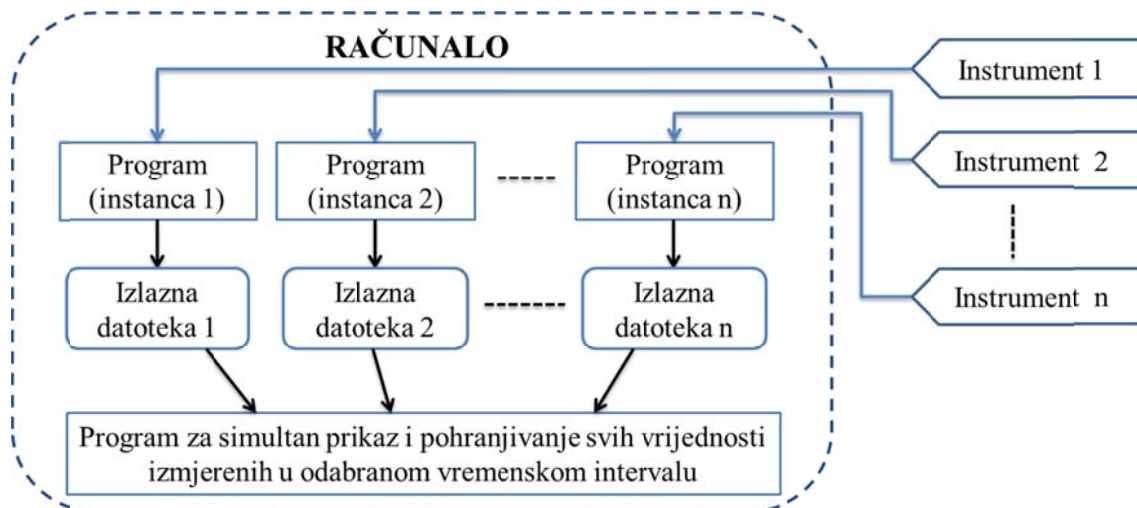 RAČUNALO
Instrument 1
Instrument 2
Instrument n
Program
(instanca 1)
Program
(instanca 2)
Program
(instanca n)
Izlazna
datoteka 1
Izlazna
datoteka 2
Izlazna
datoteka n
Program za simultan prikaz i pohranjivanje svih vrijednosti
izmjerenih u odabranom vremenskom intervalu